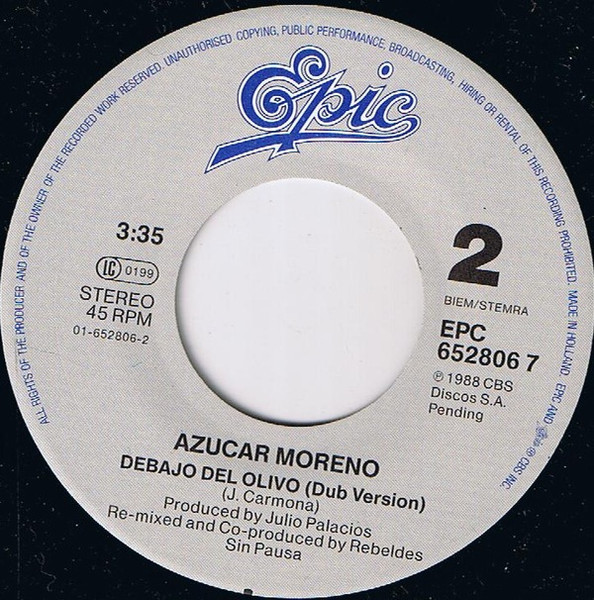 ALL RIGHTS OF THE PRODUCER AND OF THE OWNER OF THE RECORDED WORK RESERVED. UNAUTHORISED COPYING, PUBLIC PERFORMANCE, BROADCASTING, HIRING OR RENTAL OF THIS RECORDING PROHIBITED. MADE IN HOLLAND. EPIC AND
® CBS INC.
Epic
3:35
LC 0199
STEREO
45 RPM
01-652806-2
2
BIEM/STEMRA
EPC
652806 7
℗ 1988 CBS
Discos S.A.
Pending
AZUCAR MORENO
DEBAJO DEL OLIVO (Dub Version)
(J. Carmona)
Produced by Julio Palacios
Re-mixed and Co-produced by Rebeldes
Sin Pausa